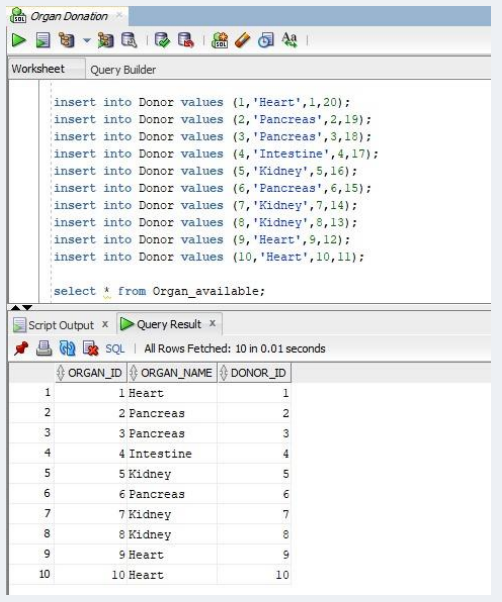 Organ Donation ×
Worksheet Query Builder
insert into Donor values (1,'Heart',1,20);
insert into Donor values (2,'Pancreas',2,19);
insert into Donor values (3,'Pancreas',3,18);
insert into Donor values (4,'Intestine',4,17);
insert into Donor values (5,'Kidney',5,16);
insert into Donor values (6,'Pancreas',6,15);
insert into Donor values (7,'Kidney',7,14);
insert into Donor values (8,'Kidney',8,13);
insert into Donor values (9,'Heart',9,12);
insert into Donor values (10,'Heart',10,11);
select * from Organ_available;
Script Output × Query Result ×
SQL | All Rows Fetched: 10 in 0.01 seconds
ORGAN_ID ORGAN_NAME DONOR_ID
1 1 Heart 1
2 2 Pancreas 2
3 3 Pancreas 3
4 4 Intestine 4
5 5 Kidney 5
6 6 Pancreas 6
7 7 Kidney 7
8 8 Kidney 8
9 9 Heart 9
10 10 Heart 10